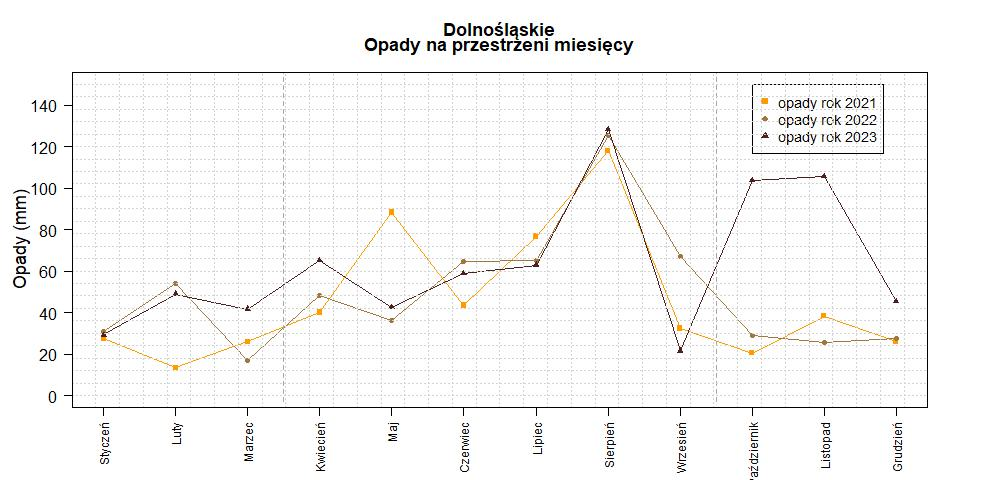 Dolnośląskie
Opady na przestrzeni miesięcy
140
120
100
80
60
40
20
0
Opady (mm)
opady rok 2021
opady rok 2022
opady rok 2023
Styczeń
Luty
Marzec
Kwiecień
Maj
Czerwiec
Lipiec
Sierpień
Wrzesień
Październik
Listopad
Grudzień